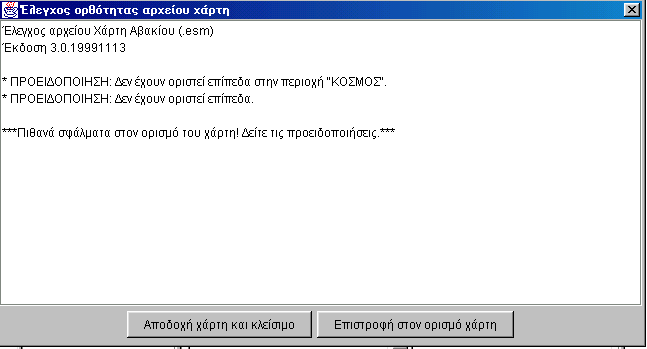 Έλεγχος ορθότητας αρχείου χάρτη
Έλεγχος αρχείου Χάρτη Αβακίου (.esm)
Έκδοση 3.0.19991113
* ΠΡΟΕΙΔΟΠΟΙΗΣΗ: Δεν έχουν οριστεί επίπεδα στην περιοχή "ΚΟΣΜΟΣ".
* ΠΡΟΕΙΔΟΠΟΙΗΣΗ: Δεν έχουν οριστεί επίπεδα.
***Πιθανά σφάλματα στον ορισμό του χάρτη! Δείτε τις προειδοποιήσεις.***
Αποδοχή χάρτη και κλείσιμο
Επιστροφή στον ορισμό χάρτη